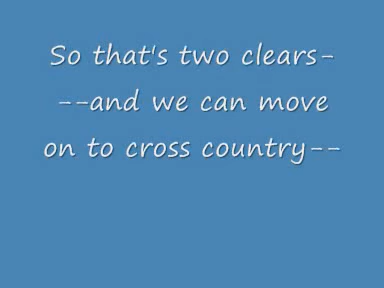 So that's two clears-
--and we can move
on to cross country--